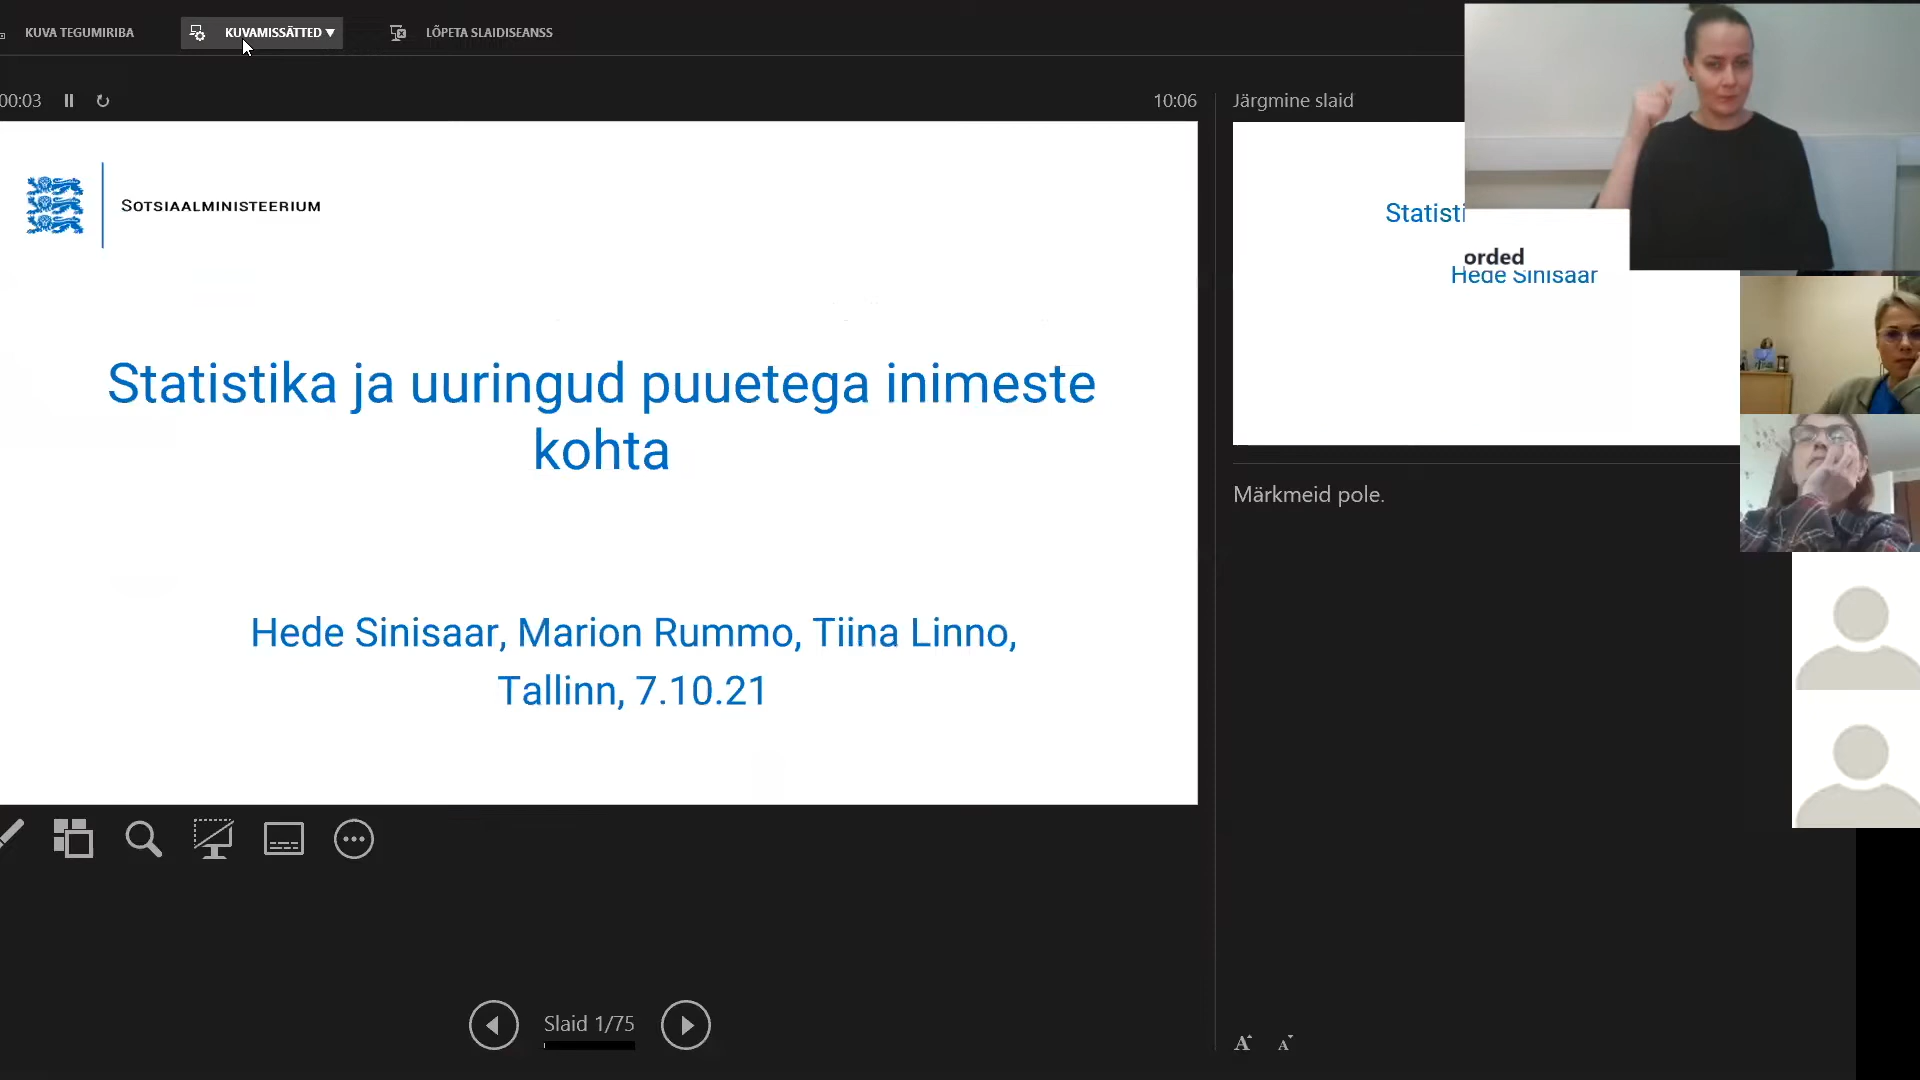 KUVA TEGUMIRIBA
KUVAMISSÄTTED ▼
LÕPETA SLAIDISEANSS
00:03
10:06
Järgmine slaid
SOTSIAALMINISTEERIUM
Statistika ja uuringud puuetega inimeste
kohta
Hede Sinisaar, Marion Rummo, Tiina Linno,
Tallinn, 7.10.21
Statisti
orded
Hede Sinisaar
Märkmeid pole.
Slaid 1/75
A A